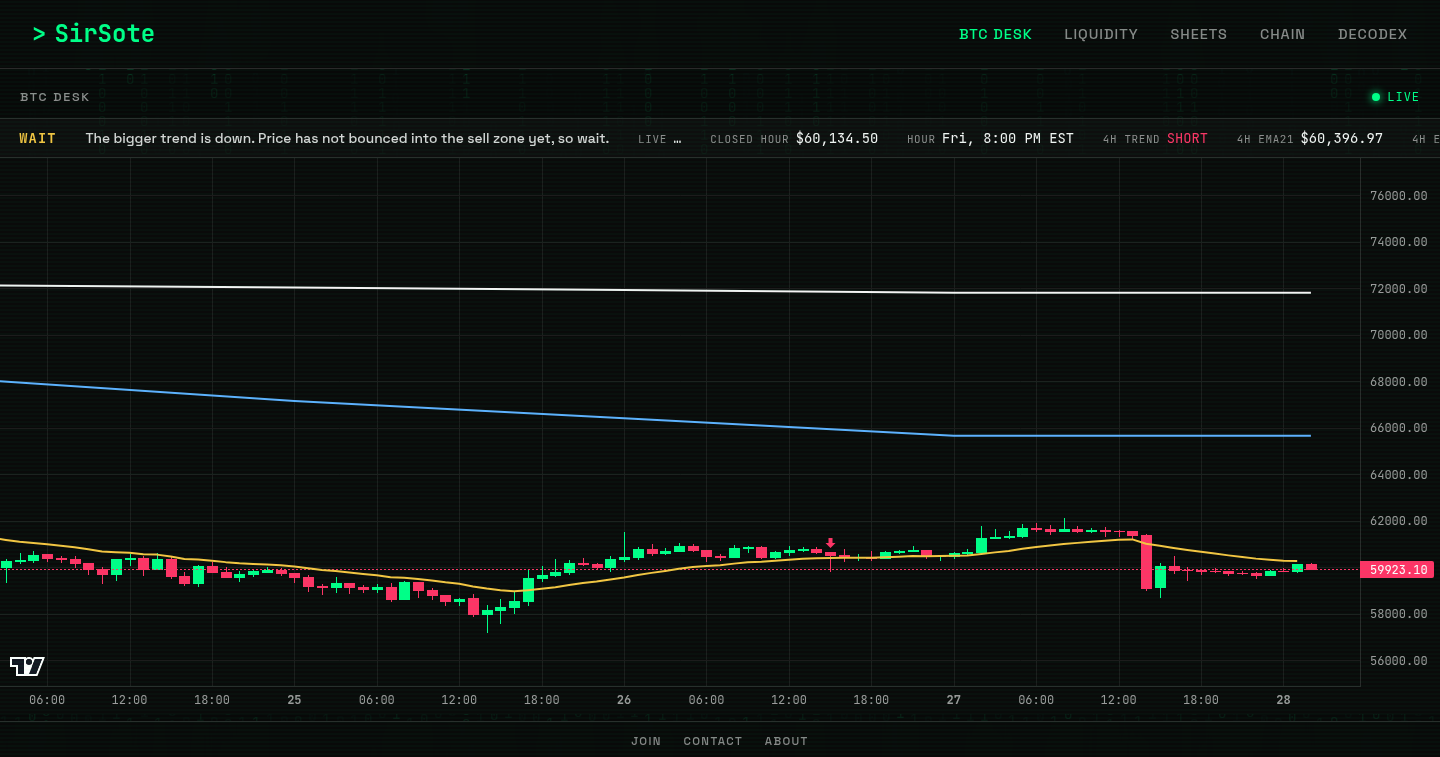 > SirSote
BTC DESK LIQUIDITY SHEETS CHAIN DECODEX
BTC DESK
LIVE
WAIT The bigger trend is down. Price has not bounced into the sell zone yet, so wait. LIVE … CLOSED HOUR $60,134.50 HOUR Fri, 8:00 PM EST 4H TREND SHORT 4H EMA21 $60,396.97 4H E
76000.00
74000.00
72000.00
70000.00
68000.00
66000.00
64000.00
62000.00
59923.10
58000.00
56000.00
06:00 12:00 18:00 25 06:00 12:00 18:00 26 06:00 12:00 18:00 27 06:00 12:00 18:00 28
JOIN CONTACT ABOUT